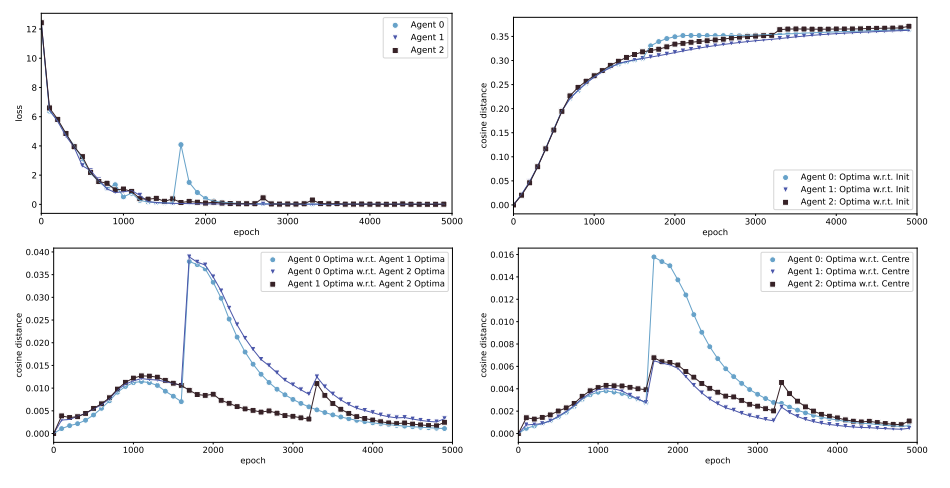 12
10
8
6
4
2
0
loss
0
1000
2000
3000
4000
5000
epoch
Agent 0
Agent 1
Agent 2
0.35
0.30
0.25
0.20
0.15
0.10
0.05
0.00
cosine distance
0
1000
2000
3000
4000
5000
epoch
Agent 0: Optima w.r.t. Init
Agent 1: Optima w.r.t. Init
Agent 2: Optima w.r.t. Init
0.040
0.035
0.030
0.025
0.020
0.015
0.010
0.005
0.000
cosine distance
0
1000
2000
3000
4000
5000
epoch
Agent 0 Optima w.r.t. Agent 1 Optima
Agent 0 Optima w.r.t. Agent 2 Optima
Agent 1 Optima w.r.t. Agent 2 Optima
0.016
0.014
0.012
0.010
0.008
0.006
0.004
0.002
0.000
cosine distance
0
1000
2000
3000
4000
5000
epoch
Agent 0: Optima w.r.t. Centre
Agent 1: Optima w.r.t. Centre
Agent 2: Optima w.r.t. Centre